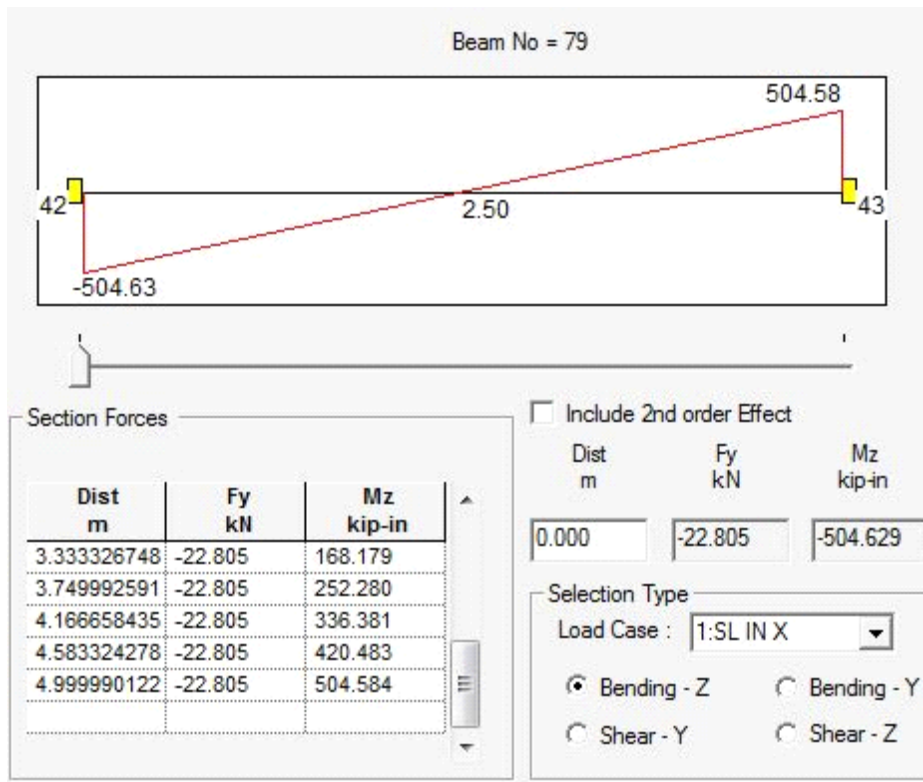 Beam No = 79
504.58
42
2.50
43
-504.63
Section Forces
Dist m Fy kN Mz kip-in
3.333326748 -22.805 168.179
3.749992591 -22.805 252.280
4.166658435 -22.805 336.381
4.583324278 -22.805 420.483
4.999990122 -22.805 504.584
Include 2nd order Effect
Dist Fy Mz
m kN kip-in
0.000 -22.805 -504.629
Selection Type
Load Case : 1:SL IN X
Bending - Z Bending - Y
Shear - Y Shear - Z